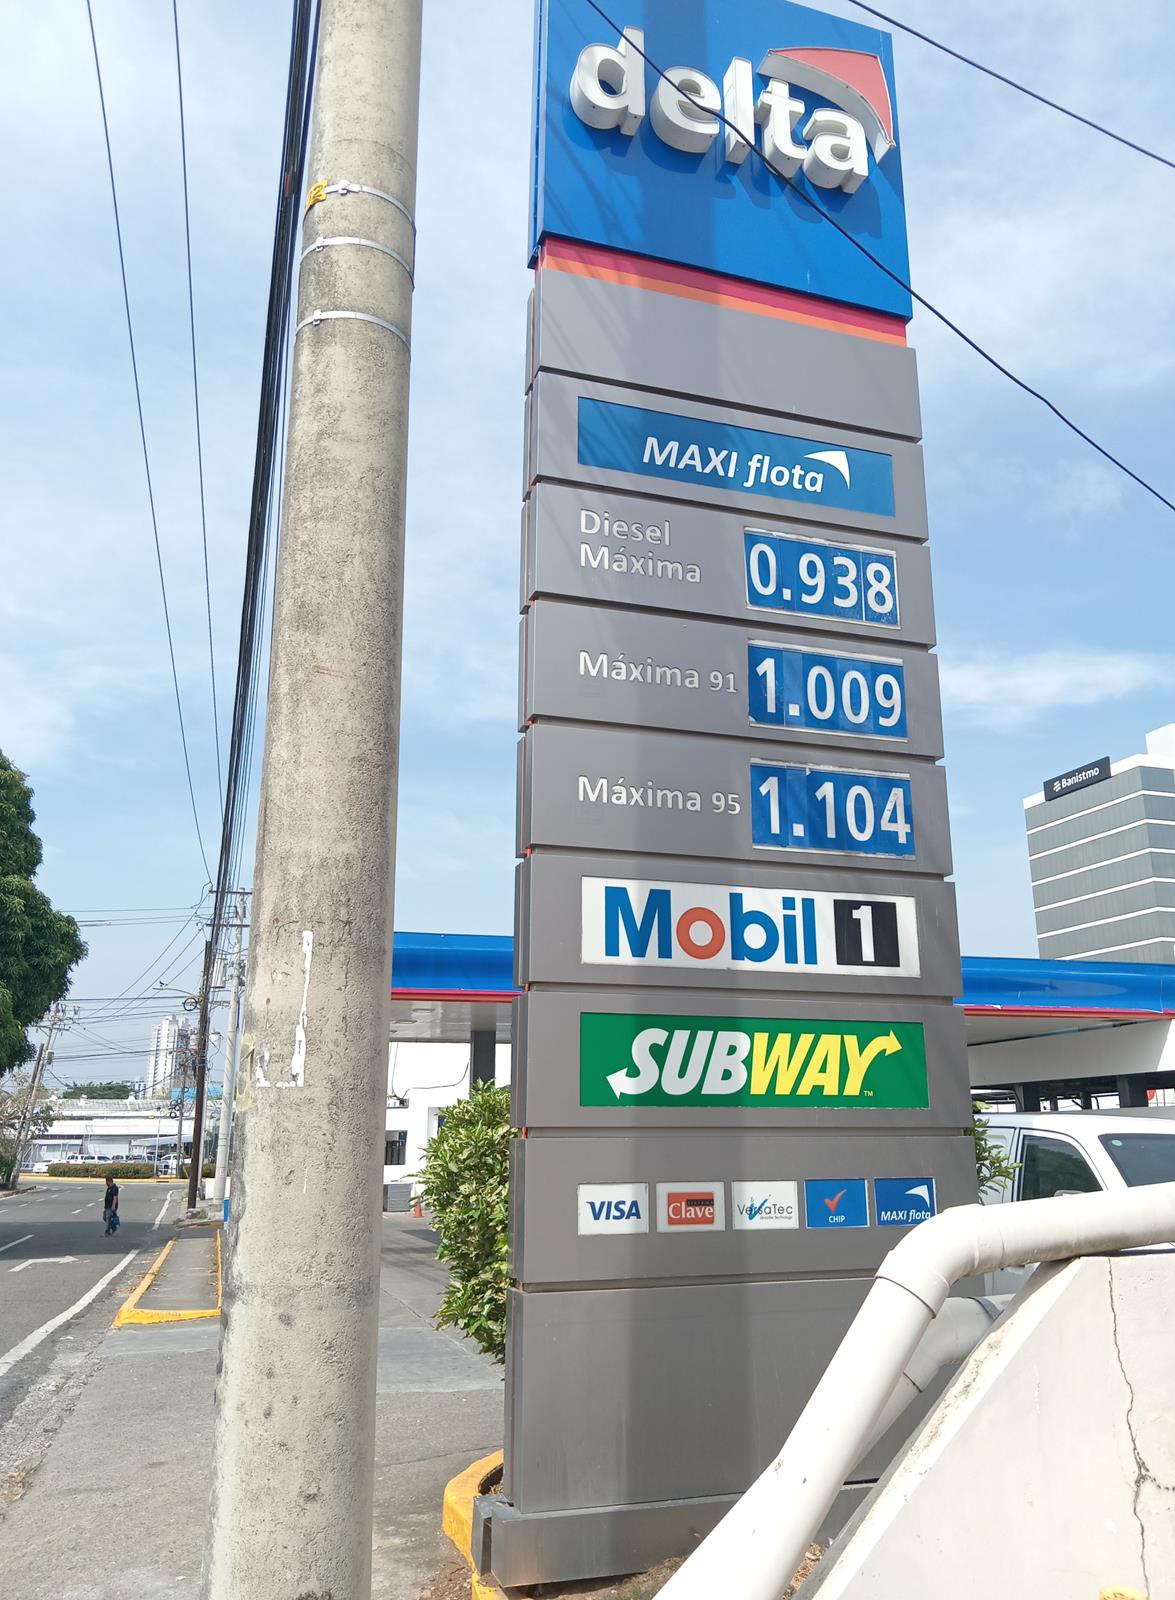 delta
MAXI flota
Diesel
Máxima
0.938
Máxima 91
1.009
Máxima 95
1.104
Mobil 1
SUBWAY™
VISA
Clave
VersaTec
CHIP
MAXI flota
Banistmo